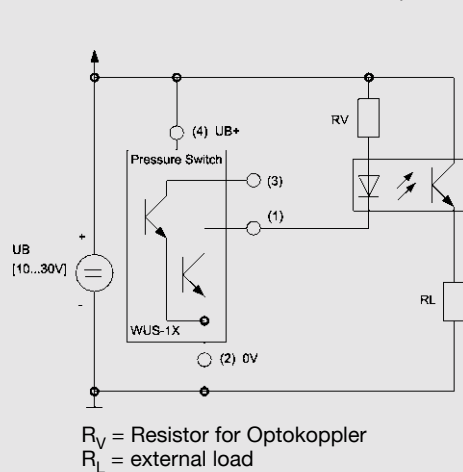 (4) UB+
RV
Pressure Switch
(3)
(1)
UB
+
[10...30V]
-
RL
WUS-1X
(2) 0V
R_V = Resistor for Optokoppler
R_L = external load